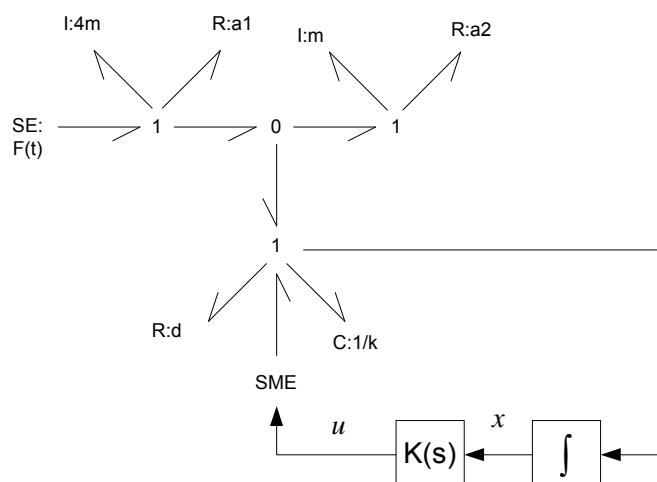 I:4m
R:a1
I:m
R:a2
SE:
F(t)
1
0
1
1
R:d
C:1/k
SME
u
K(s)
x
∫